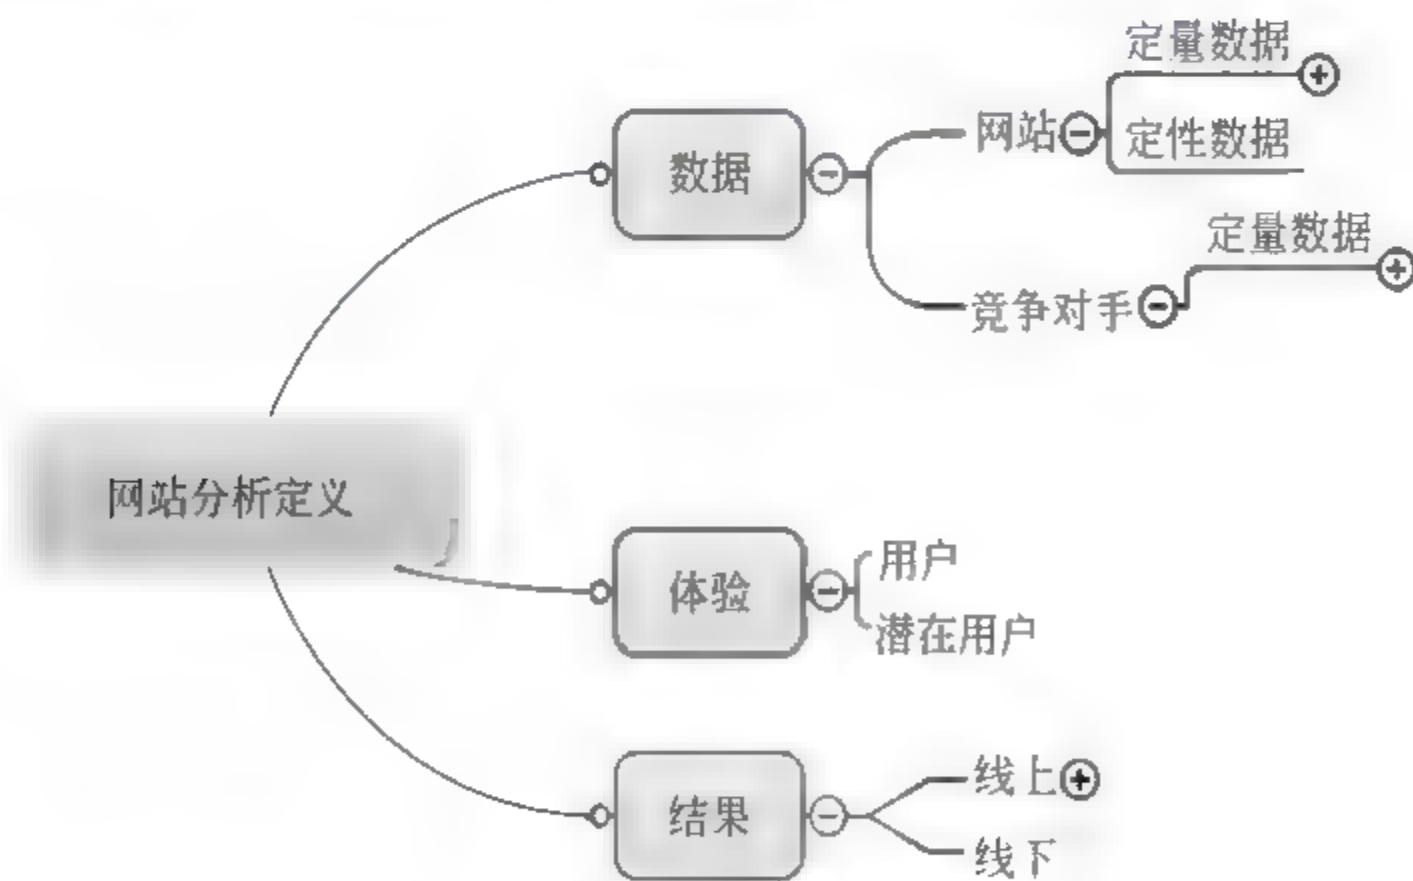 定量数据
网站
定性数据
数据
定量数据
竞争对手
网站分析定义
用户
体验
潜在用户
线上
结果
线下